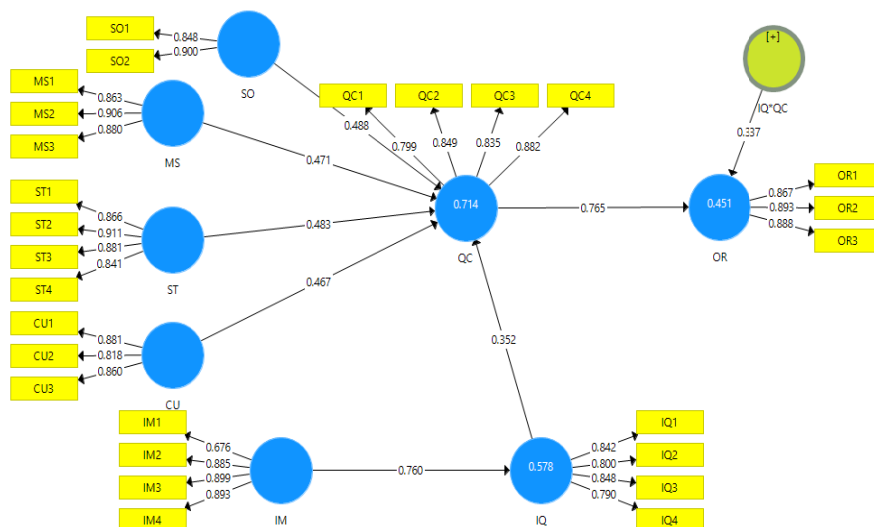 SO1
0.848
SO2
0.900
SO
MS1
0.863
MS2
0.906
MS3
0.880
MS
QC1
QC2
QC3
QC4
0.488
0.799
0.849
0.835
0.882
[+]
IQ*QC
0.337
0.471
ST1
0.866
ST2
0.911
ST3
0.881
ST4
0.841
ST
0.483
0.714
QC
0.765
0.451
OR
0.867
OR1
0.893
OR2
0.888
OR3
0.467
CU1
0.881
CU2
0.818
CU3
0.860
CU
0.352
IM1
0.676
IM2
0.885
IM3
0.899
IM4
0.893
IM
0.760
0.578
IQ
0.842
IQ1
0.800
IQ2
0.848
IQ3
0.790
IQ4